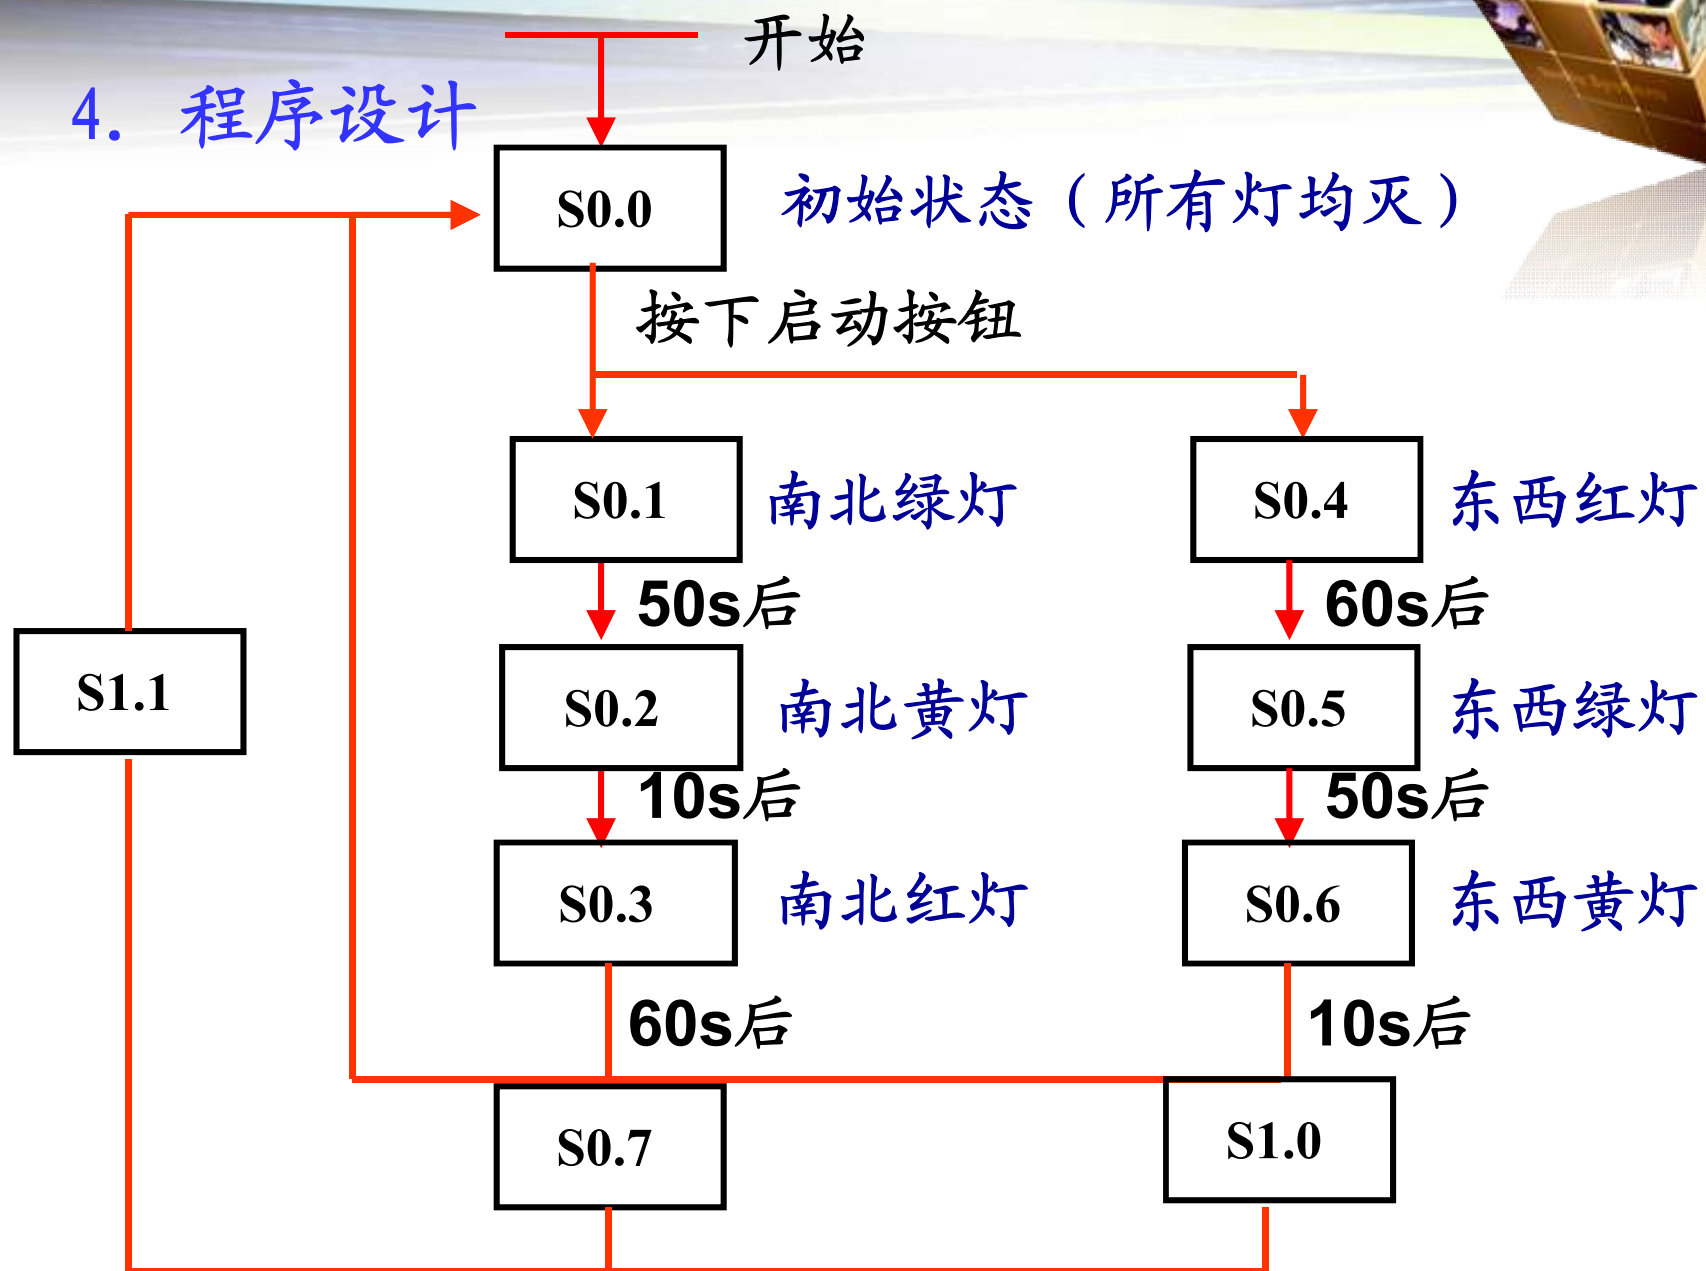 开始
4. 程序设计
S0.0
初始状态（所有灯均灭）
按下启动按钮
S0.1
南北绿灯
S0.4
东西红灯
50s后
60s后
S1.1
S0.2
南北黄灯
S0.5
东西绿灯
10s后
50s后
S0.3
南北红灯
S0.6
东西黄灯
60s后
10s后
S0.7
S1.0